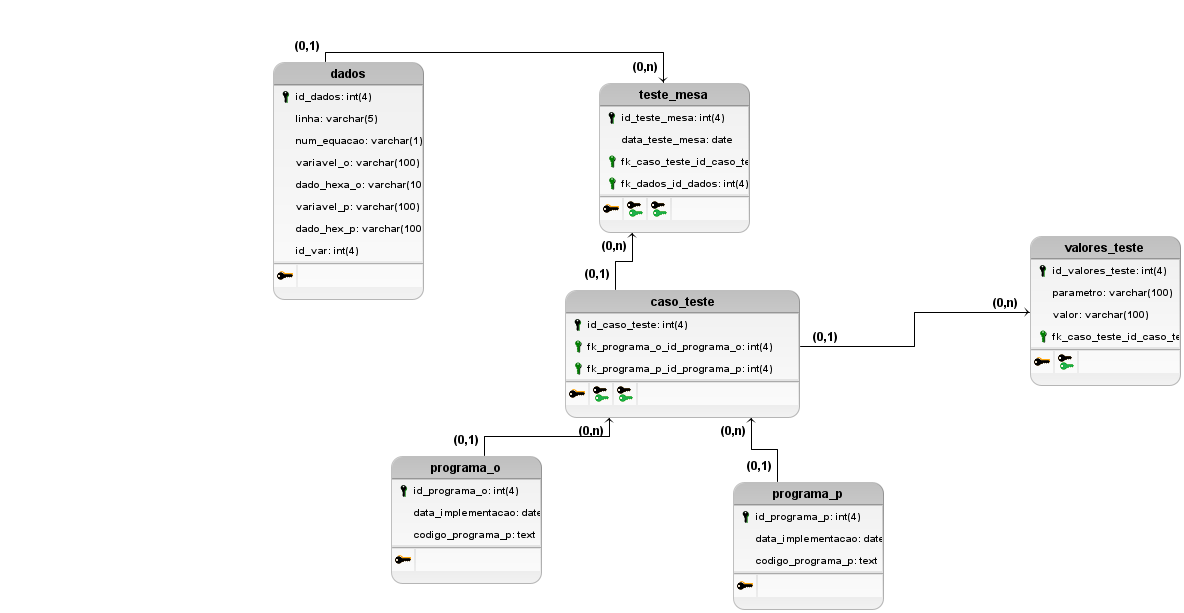 (0,1)
dados
id_dados: int(4)
linha: varchar(5)
num_equacao: varchar(1)
variavel_o: varchar(100)
dado_hexa_o: varchar(10
variavel_p: varchar(100)
dado_hex_p: varchar(100
id_var: int(4)
(0,n)
teste_mesa
id_teste_mesa: int(4)
data_teste_mesa: date
fk_caso_teste_id_caso_te
fk_dados_id_dados: int(4)
(0,n)
(0,1)
caso_teste
id_caso_teste: int(4)
fk_programa_o_id_programa_o: int(4)
fk_programa_p_id_programa_p: int(4)
(0,1)
(0,n)
valores_teste
id_valores_teste: int(4)
parametro: varchar(100)
valor: varchar(100)
fk_caso_teste_id_caso_te
(0,1)
(0,n)
programa_o
id_programa_o: int(4)
data_implementacao: date
codigo_programa_p: text
(0,n)
(0,1)
programa_p
id_programa_p: int(4)
data_implementacao: date
codigo_programa_p: text